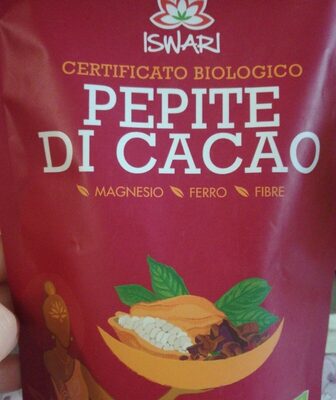 ISWARI
CERTIFICATO BIOLOGICO
PEPITE
DI CACAO
MAGNESIO FERRO FIBRE